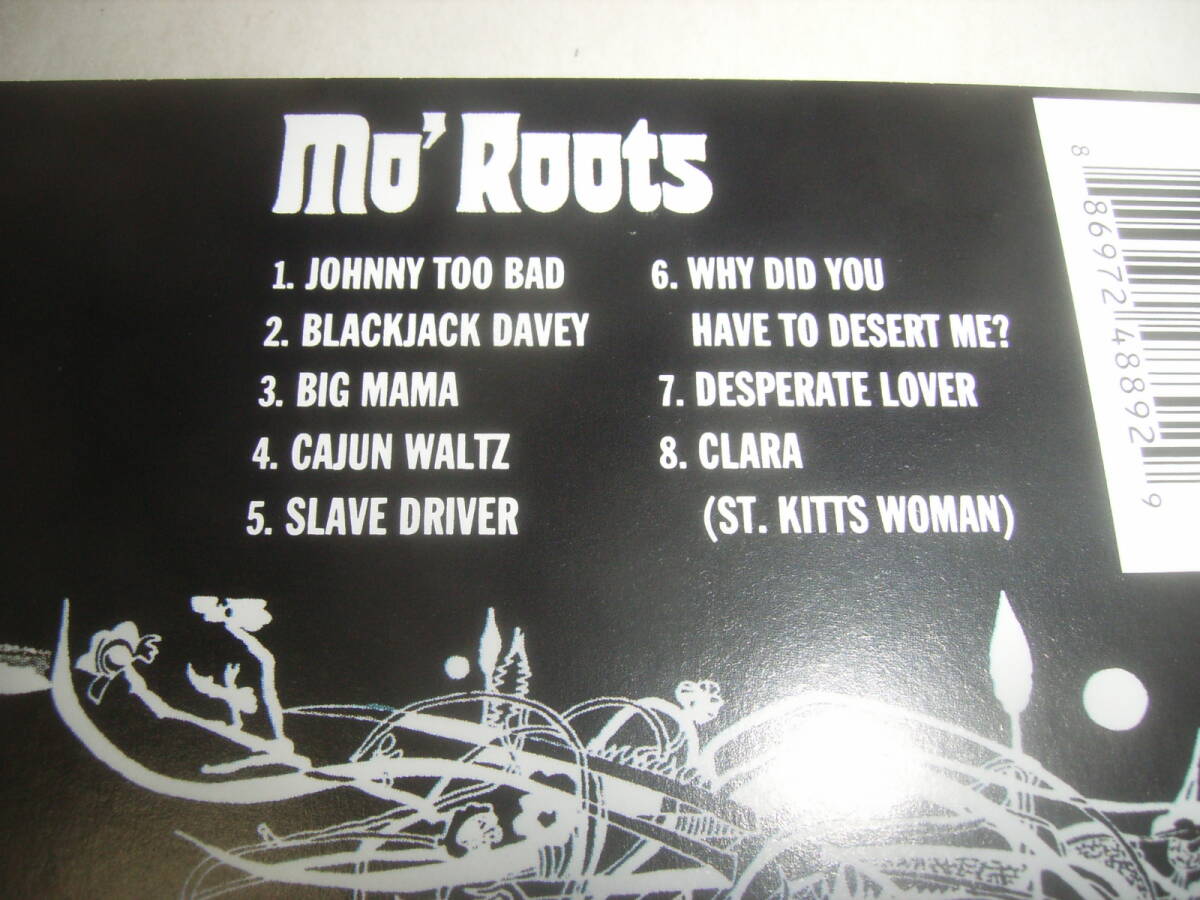 Mo' Roots
1. JOHNNY TOO BAD
2. BLACKJACK DAVEY
3. BIG MAMA
4. CAJUN WALTZ
5. SLAVE DRIVER
6. WHY DID YOU
HAVE TO DESERT ME?
7. DESPERATE LOVER
8. CLARA
(ST. KITTS WOMAN)
8 86972 48892 9